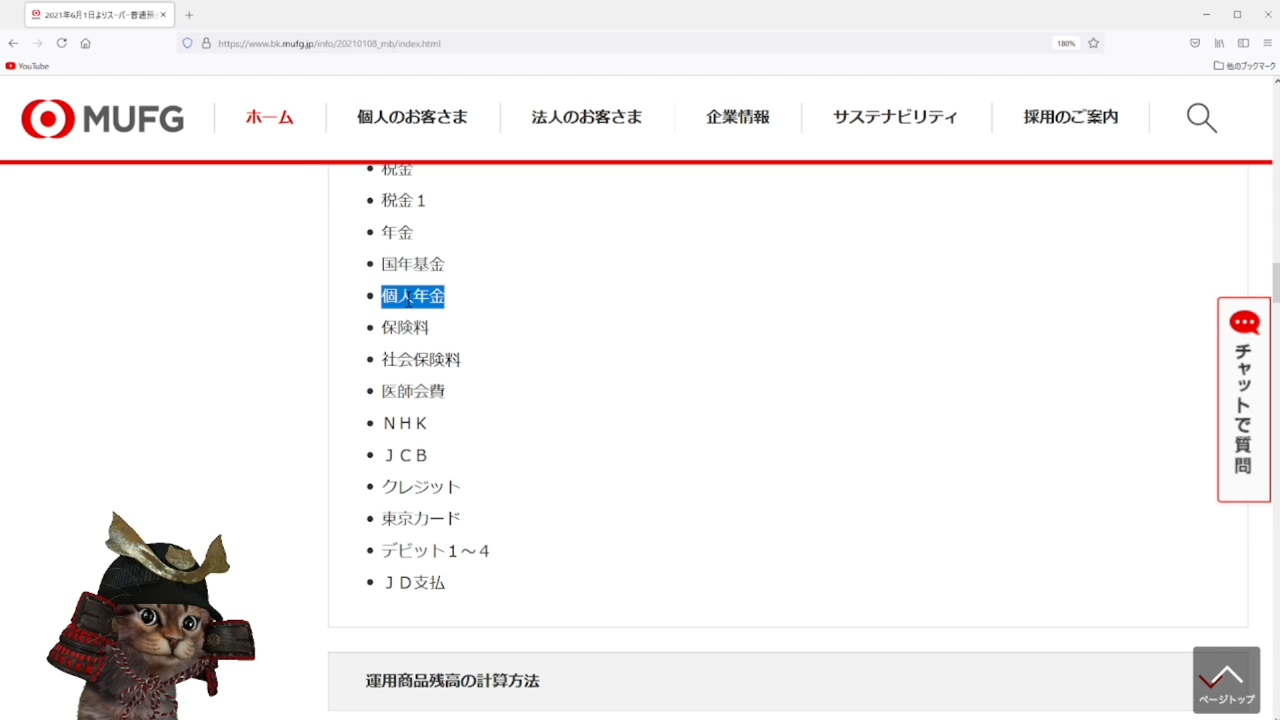 2021年6月1日よりスーパー普通預
YouTube
https://www.bk.mufg.jp/info/20210108_mb/index.html
180%
他のブックマーク
MUFG
ホーム
個人のお客さま
法人のお客さま
企業情報
サステナビリティ
採用のご案内
税金
税金１
年金
国年基金
個人年金
保険料
社会保険料
医師会費
ＮＨＫ
ＪＣＢ
クレジット
東京カード
デビット１～４
ＪＤ支払
チャットで質問
運用商品残高の計算方法
ページトップ